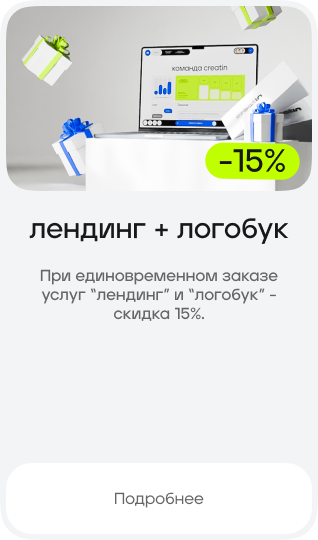 команда creatin
-15%
лендинг + логобук
При единовременном заказе
услуг “лендинг” и “логобук” -
скидка 15%.
Подробнее